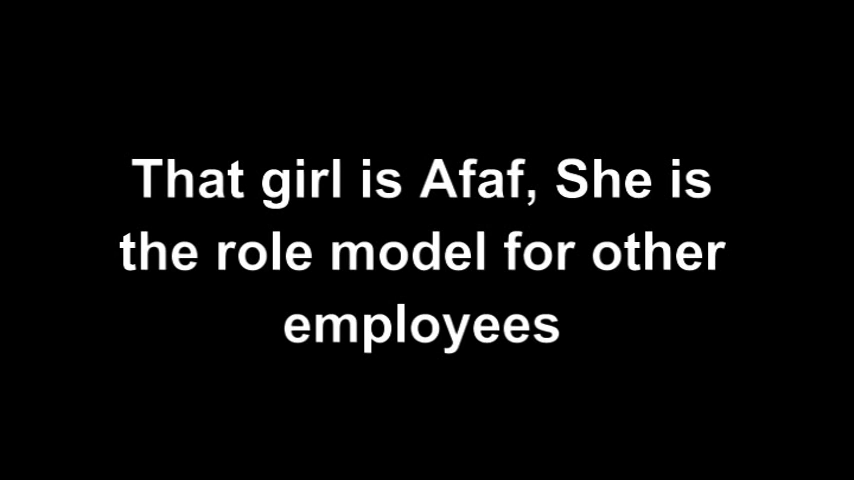 That girl is Afaf, She is
the role model for other
employees